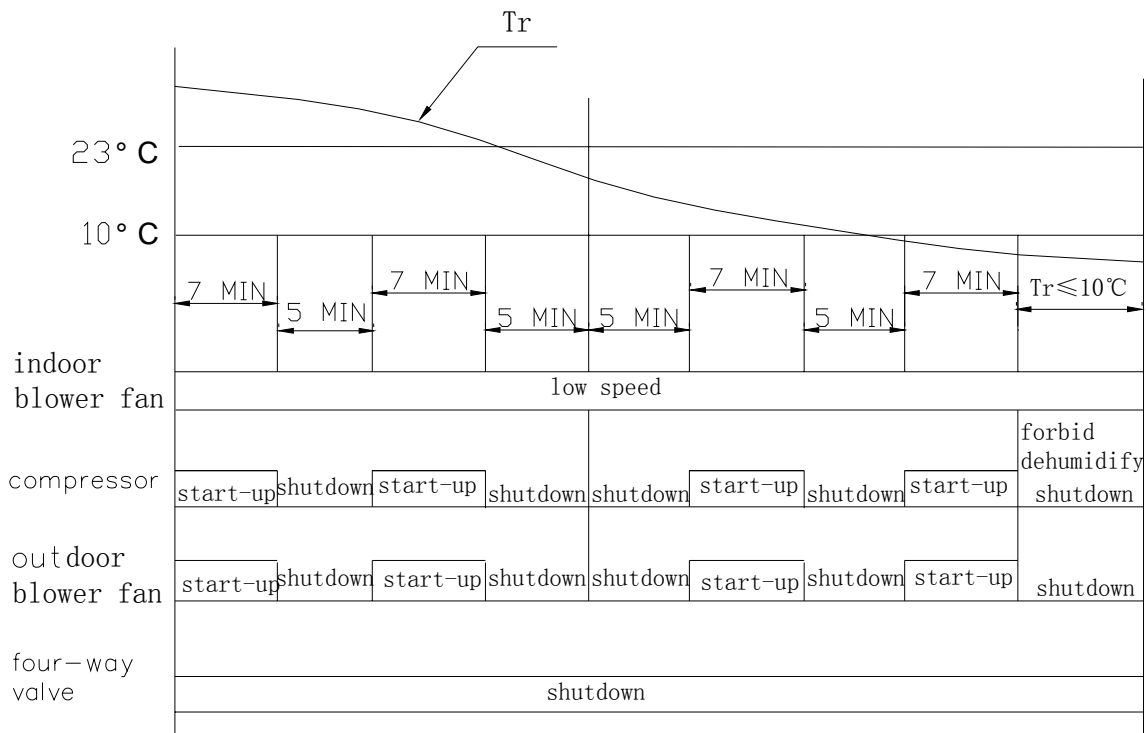 Tr
23°C
10°C
7 MIN
5 MIN
7 MIN
5 MIN
5 MIN
7 MIN
5 MIN
7 MIN
Tr≤10℃
indoor
blower fan
low speed
compressor
start-up
shutdown
start-up
shutdown
shutdown
start-up
shutdown
start-up
forbid
dehumidify
shutdown
outdoor
blower fan
start-up
shutdown
start-up
shutdown
shutdown
start-up
shutdown
start-up
shutdown
four-way
valve
shutdown